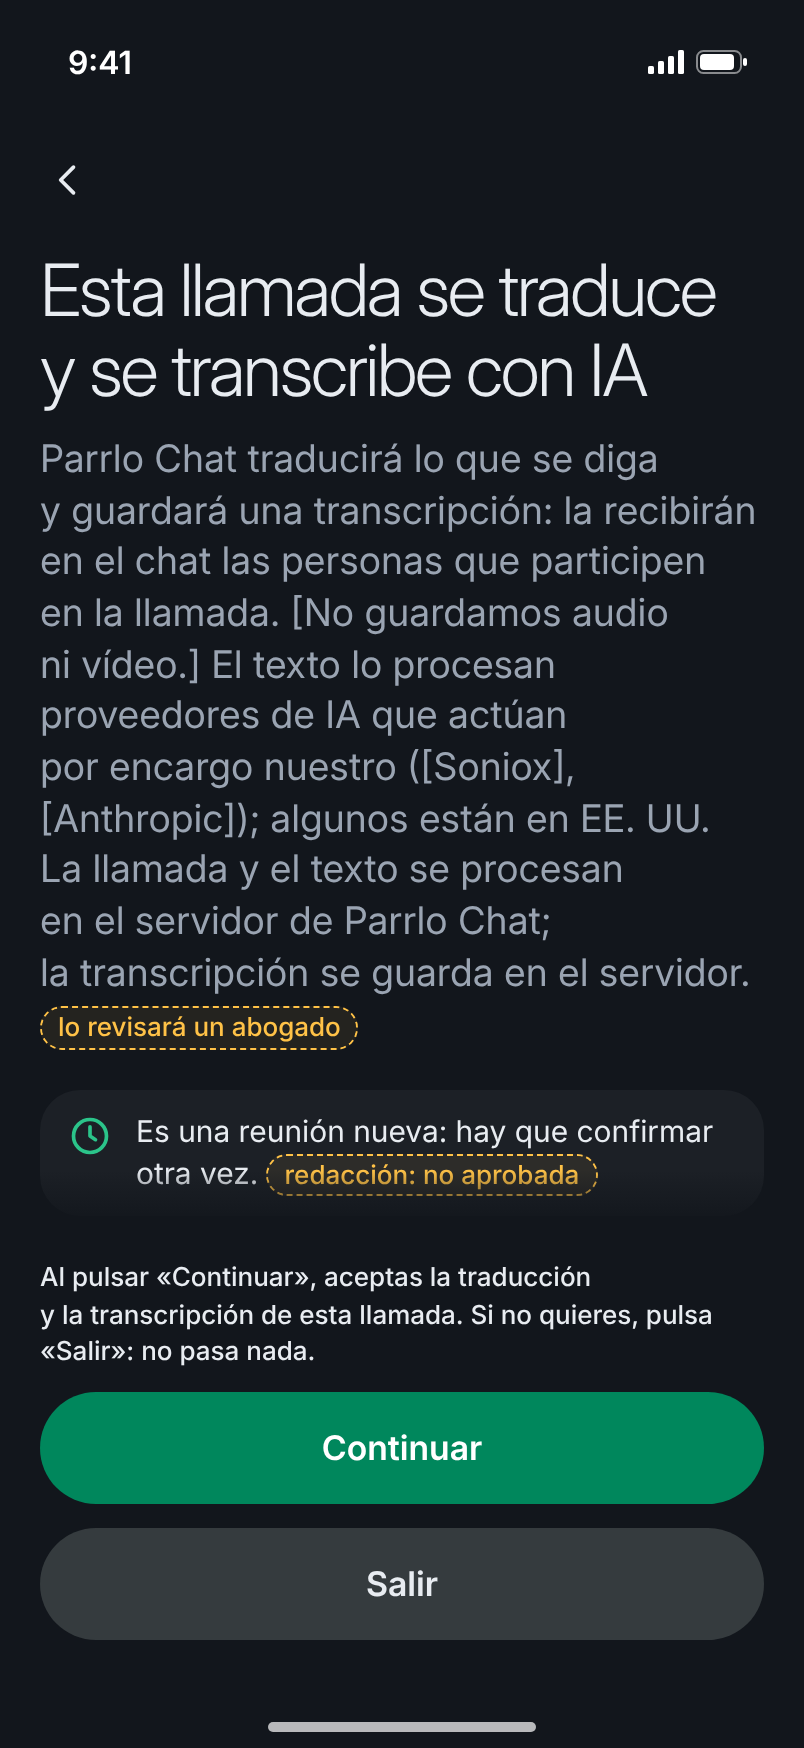 9:41
Esta llamada se traduce
y se transcribe con IA
Parrlo Chat traducirá lo que se diga
y guardará una transcripción: la recibirán
en el chat las personas que participen
en la llamada. [No guardamos audio
ni vídeo.] El texto lo procesan
proveedores de IA que actúan
por encargo nuestro ([Soniox],
[Anthropic]); algunos están en EE. UU.
La llamada y el texto se procesan
en el servidor de Parrlo Chat;
la transcripción se guarda en el servidor.
lo revisará un abogado
Es una reunión nueva: hay que confirmar
otra vez. redacción: no aprobada
Al pulsar «Continuar», aceptas la traducción
y la transcripción de esta llamada. Si no quieres, pulsa
«Salir»: no pasa nada.
Continuar
Salir